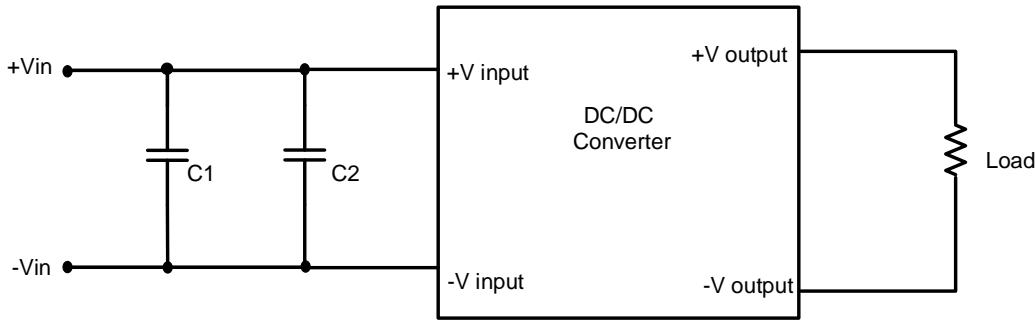 +Vin
-Vin
C1
C2
+V input
-V input
DC/DC
Converter
+V output
-V output
Load